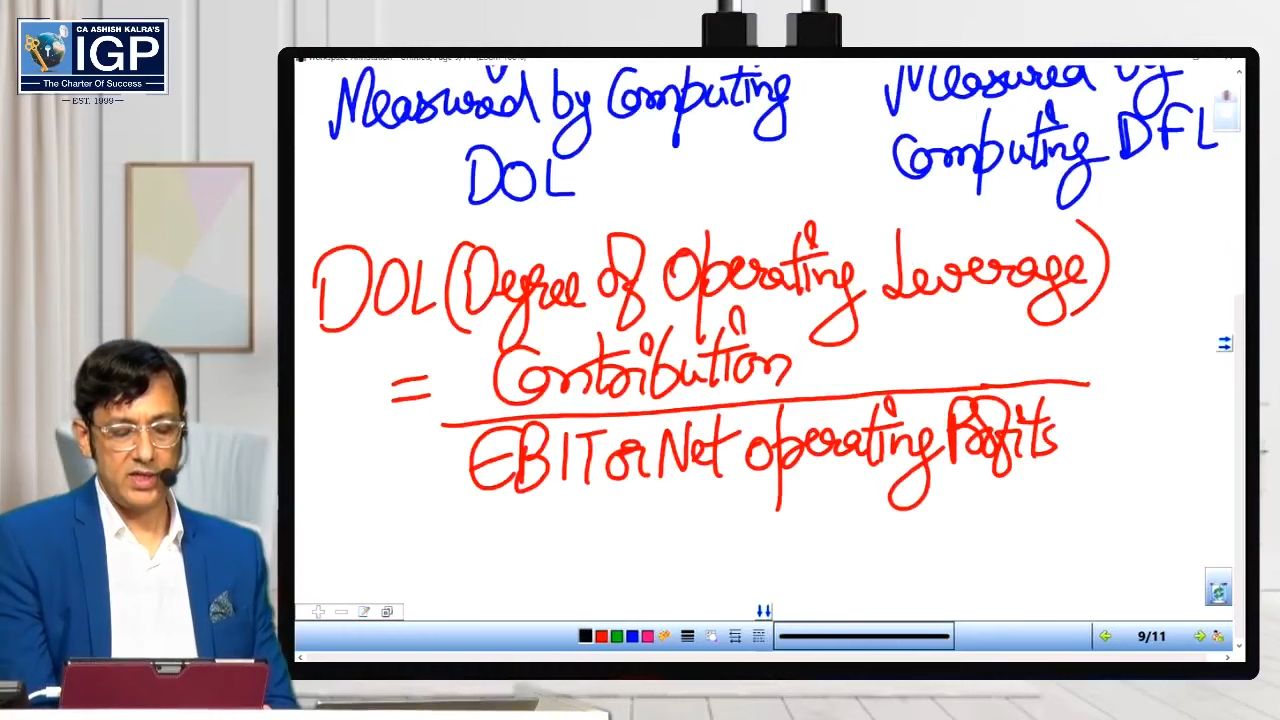 CA ASHISH KALRA'S
IGP
The Charter Of Success
EST. 1999
Measured by Computing
DOL
Measured by
Computing DFL
DOL (Degree of Operating Leverage)
= Contribution
EBIT or Net operating Profits
9/11